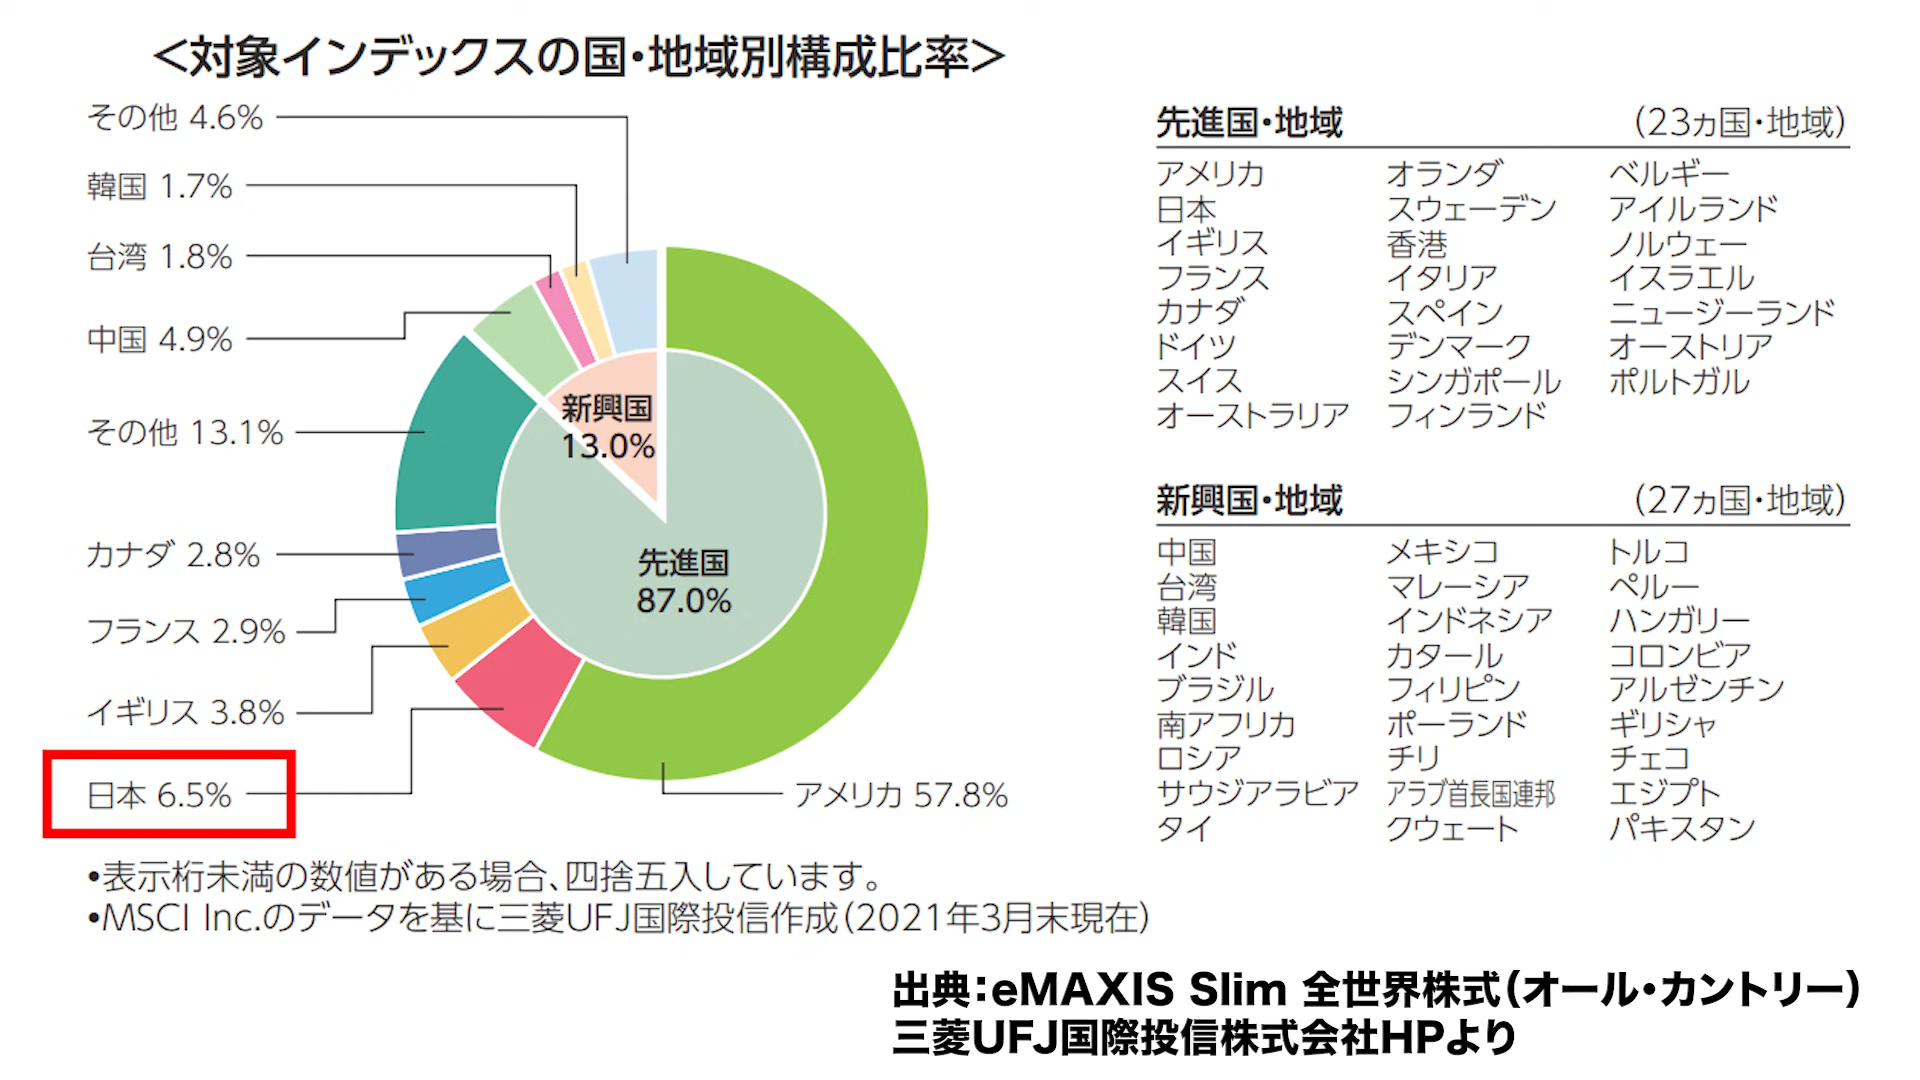 ＜対象インデックスの国・地域別構成比率＞
その他 4.6%
韓国 1.7%
台湾 1.8%
中国 4.9%
その他 13.1%
カナダ 2.8%
フランス 2.9%
イギリス 3.8%
日本 6.5%
アメリカ 57.8%
新興国
13.0%
先進国
87.0%
•表示桁未満の数値がある場合、四捨五入しています。
•MSCI Inc.のデータを基に三菱UFJ国際投信作成（2021年3月末現在）
先進国・地域 （23ヵ国・地域）
アメリカ オランダ ベルギー
日本 スウェーデン アイルランド
イギリス 香港 ノルウェー
フランス イタリア イスラエル
カナダ スペイン ニュージーランド
ドイツ デンマーク オーストリア
スイス シンガポール ポルトガル
オーストラリア フィンランド
新興国・地域 （27ヵ国・地域）
中国 メキシコ トルコ
台湾 マレーシア ペルー
韓国 インドネシア ハンガリー
インド カタール コロンビア
ブラジル フィリピン アルゼンチン
南アフリカ ポーランド ギリシャ
ロシア チリ チェコ
サウジアラビア アラブ首長国連邦 エジプト
タイ クウェート パキスタン
出典：eMAXIS Slim 全世界株式（オール・カントリー）
三菱UFJ国際投信株式会社HPより